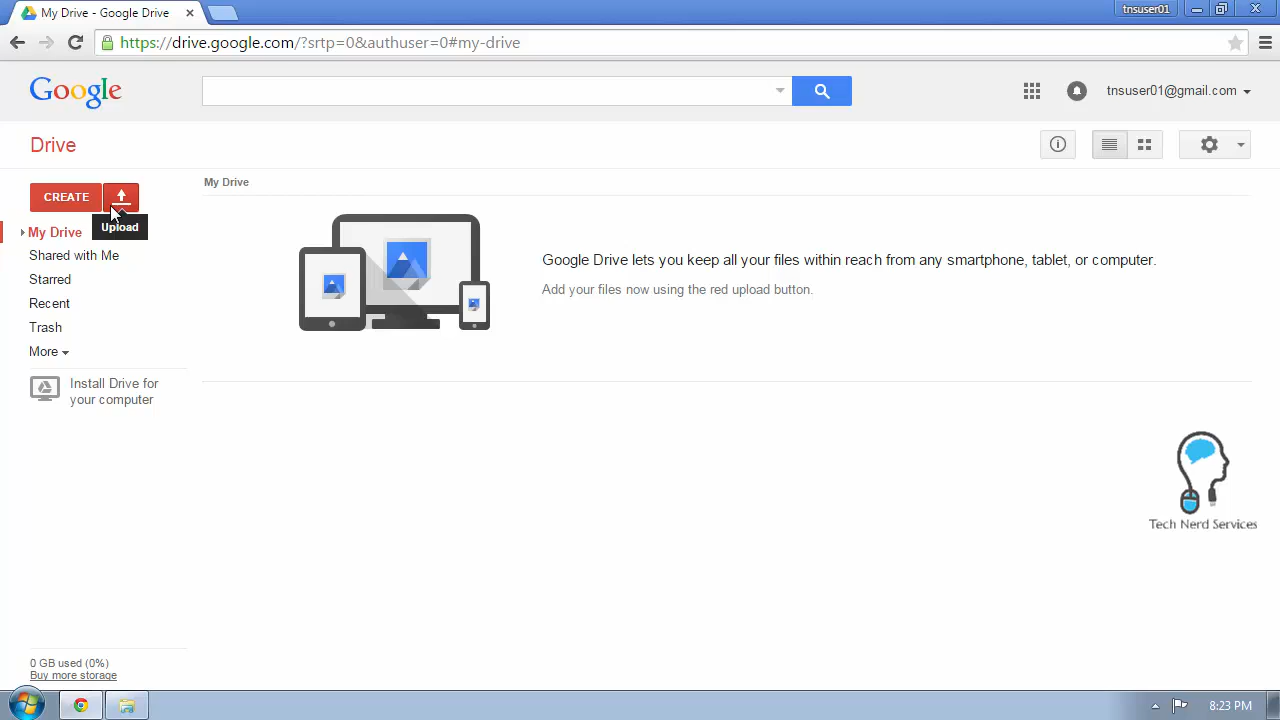 My Drive - Google Drive
tnsuser01
https://drive.google.com/?srtp=0&authuser=0#my-drive
Google
tnsuser01@gmail.com
Drive
CREATE
Upload
My Drive
My Drive
Shared with Me
Starred
Recent
Trash
More
Install Drive for
your computer
Google Drive lets you keep all your files within reach from any smartphone, tablet, or computer.
Add your files now using the red upload button.
Tech Nerd Services
0 GB used (0%)
Buy more storage
8:23 PM